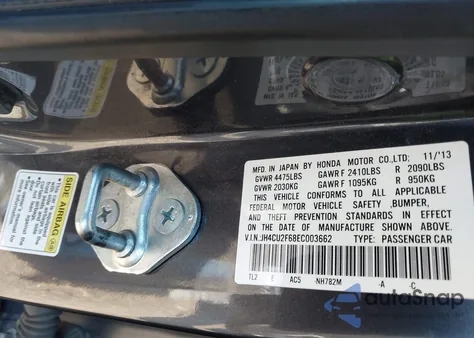 MFD. IN JAPAN BY HONDA MOTOR CO.,LTD. 11/'13
GVWR 4475LBS GAWR F 2410LBS R 2090LBS
GVWR 2030KG GAWR F 1095KG R 950KG
THIS VEHICLE CONFORMS TO ALL APPLICABLE
FEDERAL MOTOR VEHICLE SAFETY ,BUMPER,
AND THEFT PREVENTION STANDARDS IN EFFECT
ON THE DATE OF MANUFACTURE SHOWN ABOVE.
V.I.N.:JH4CU2F68EC003662 TYPE: PASSENGER CAR
TL2 E AC5 NH782M A C
SIDE AIRBAG
autoSnap